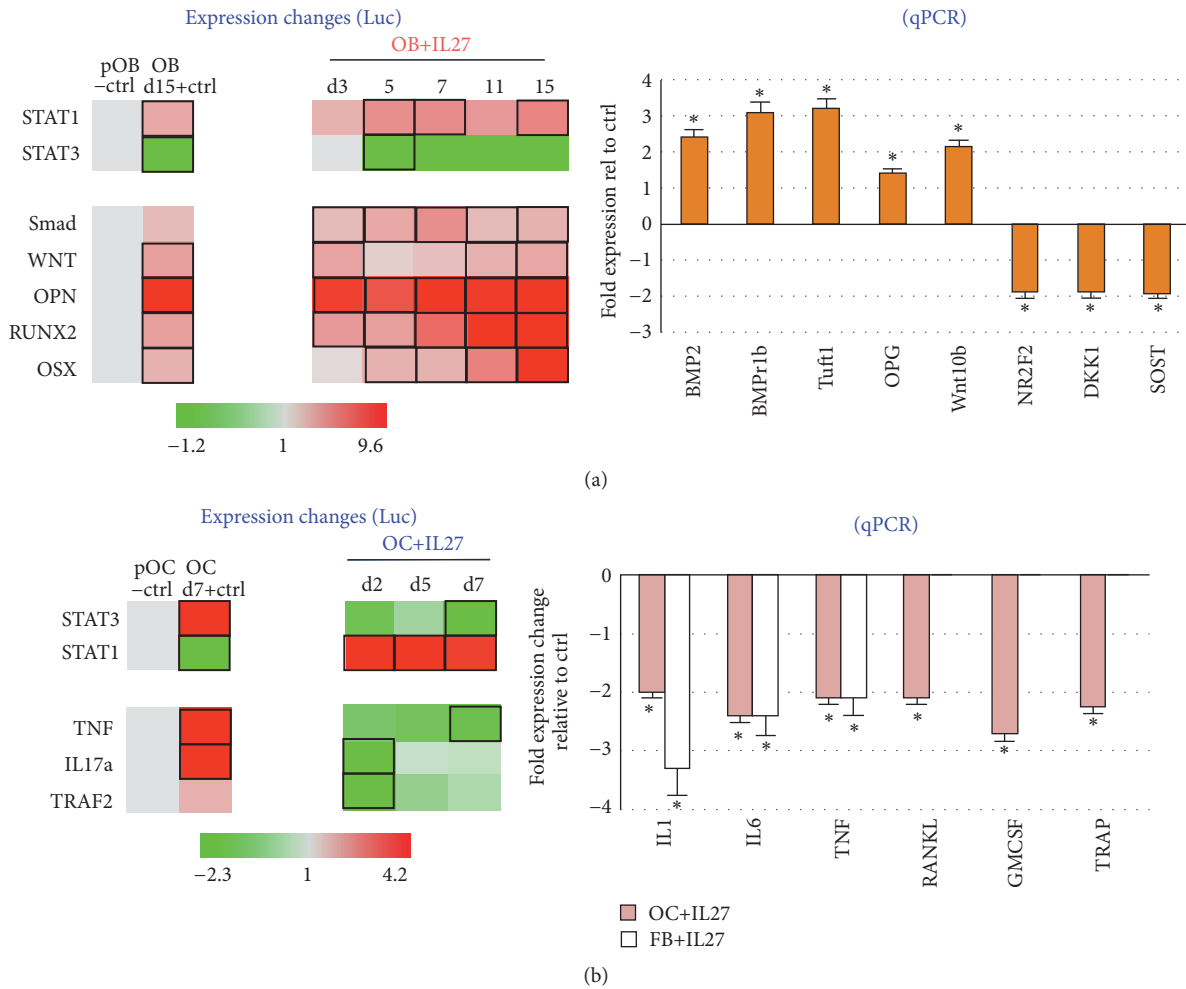 Expression changes (Luc)
(qPCR)
OB+IL27
pOB
−ctrl
OB
d15+ctrl
d3 5 7 11 15
STAT1
STAT3
Smad
WNT
OPN
RUNX2
OSX
−1.2 1 9.6
Fold expression rel to ctrl
4
3
2
1
0
−1
−2
−3
* * * * * * * *
BMP2
BMPr1b
Tuft1
OPG
Wnt10b
NR2F2
DKK1
SOST
(a)
Expression changes (Luc)
(qPCR)
OC+IL27
pOC
−ctrl
OC
d7+ctrl
d2 d5 d7
STAT3
STAT1
TNF
IL17a
TRAF2
−2.3 1 4.2
Fold expression change
relative to ctrl
0
−1
−2
−3
−4
* * * * * * * * *
IL1
IL6
TNF
RANKL
GMCSF
TRAP
OC+IL27
FB+IL27
(b)